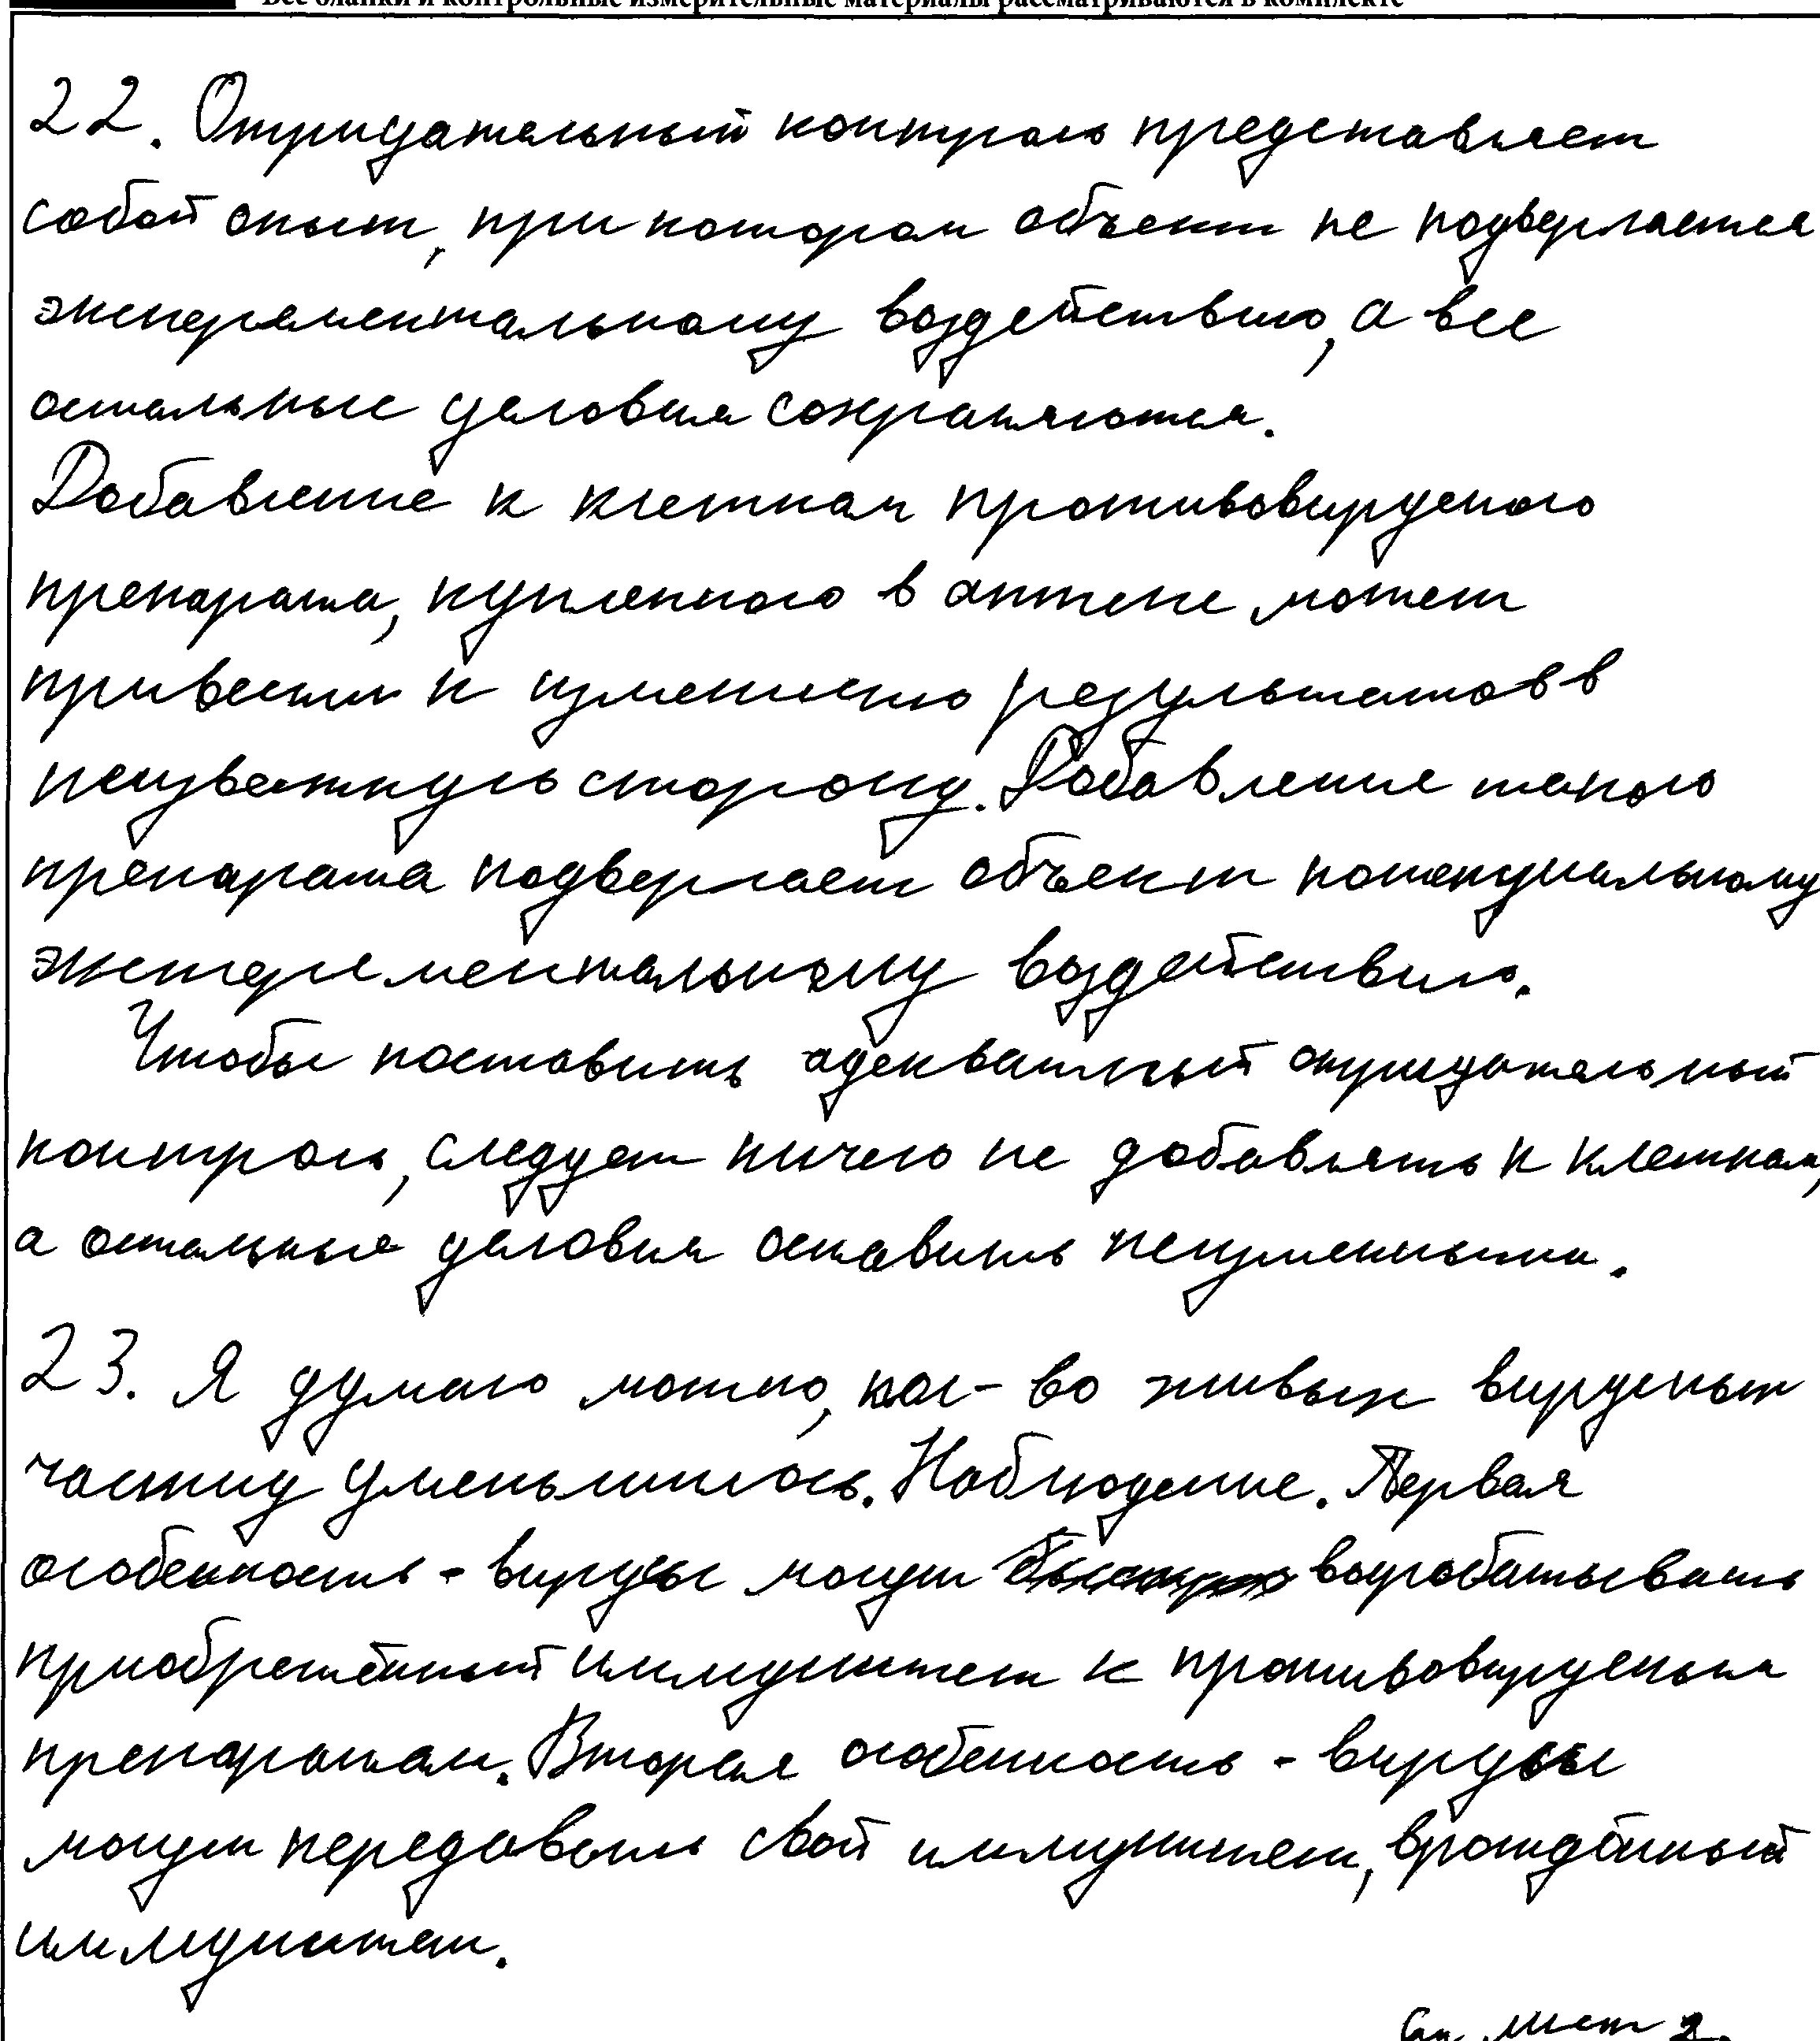 Все бланки и контрольные измерительные материалы рассматриваются в комплекте
22. Отрицательный контроль представляет
собой опыт, при котором объект не подвергается
эксперементальному воздействию, а все
остальные условия сохраняются.
Добавление к клеткам противовирусного
препарата, купленного в аптеке может
привести к изменению результатов в
неизвестную сторону. Добавление такого
препарата подвергает объект потенциальному
экспериментальному воздействию.
Чтобы поставить адекватный отрицательный
контроль, следует ничего не добавлять к клеткам,
а остальные условия оставить неизменными.
23. Я думаю можно, кол-во живых вирусных
частиц уменьшилось. Наблюдение. Первая
особенность - вирусы могут вырабатывать
приобретённый иммунитет к противовирусным
препаратам. Вторая особенность - вирусы
могут передавать свой иммунитет, врождённый
иммунитет.
См. лист 2.